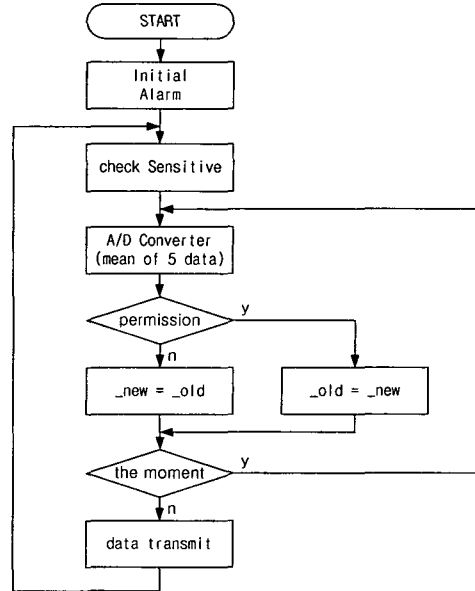 START
Initial
Alarm
check Sensitive
A/D Converter
(mean of 5 data)
permission
y
n
_new = _old
_old = _new
the moment
y
n
data transmit